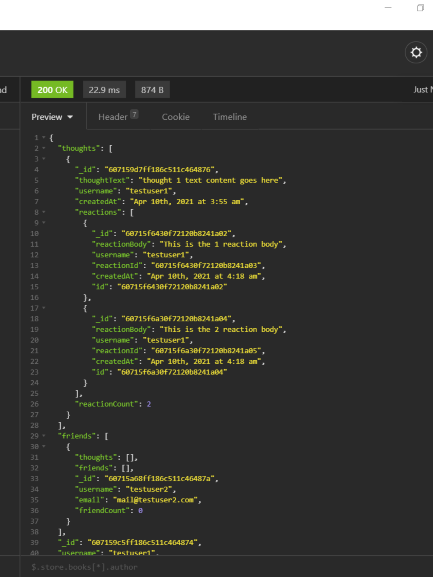 nd
200 OK 22.9 ms 874 B
Just
Preview Header 7 Cookie Timeline
1 {
2 "thoughts": [
3 {
4 "_id": "607159d7ff186c511c464876",
5 "thoughtText": "thought 1 text content goes here",
6 "username": "testuser1",
7 "createdAt": "Apr 10th, 2021 at 3:55 am",
8 "reactions": [
9 {
10 "_id": "60715f6430f72120b8241a02",
11 "reactionBody": "This is the 1 reaction body",
12 "username": "testuser1",
13 "reactionId": "60715f6430f72120b8241a03",
14 "createdAt": "Apr 10th, 2021 at 4:18 am",
15 "id": "60715f6430f72120b8241a02"
16 },
17 {
18 "_id": "60715f6a30f72120b8241a04",
19 "reactionBody": "This is the 2 reaction body",
20 "username": "testuser1",
21 "reactionId": "60715f6a30f72120b8241a05",
22 "createdAt": "Apr 10th, 2021 at 4:18 am",
23 "id": "60715f6a30f72120b8241a04"
24 }
25 ],
26 "reactionCount": 2
27 }
28 ],
29 "friends": [
30 {
31 "thoughts": [],
32 "friends": [],
33 "_id": "60715a68ff186c511c46487a",
34 "username": "testuser2",
35 "email": "mail@testuser2.com",
36 "friendCount": 0
37 }
38 ],
39 "_id": "607159c5ff186c511c464874",
40 "username": "testuser1",
$.store.books[*].author